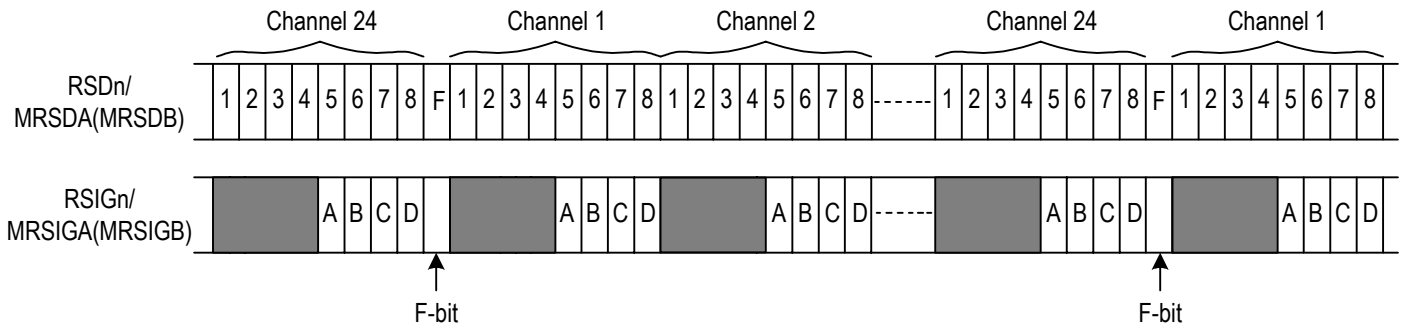 Channel 24 Channel 1 Channel 2 Channel 24 Channel 1
RSDn/
MRSDA(MRSDB)
1 2 3 4 5 6 7 8 F 1 2 3 4 5 6 7 8 1 2 3 4 5 6 7 8 1 2 3 4 5 6 7 8 F 1 2 3 4 5 6 7 8
RSIGn/
MRSIGA(MRSIGB)
A B C D A B C D A B C D A B C D A B C D
F-bit F-bit